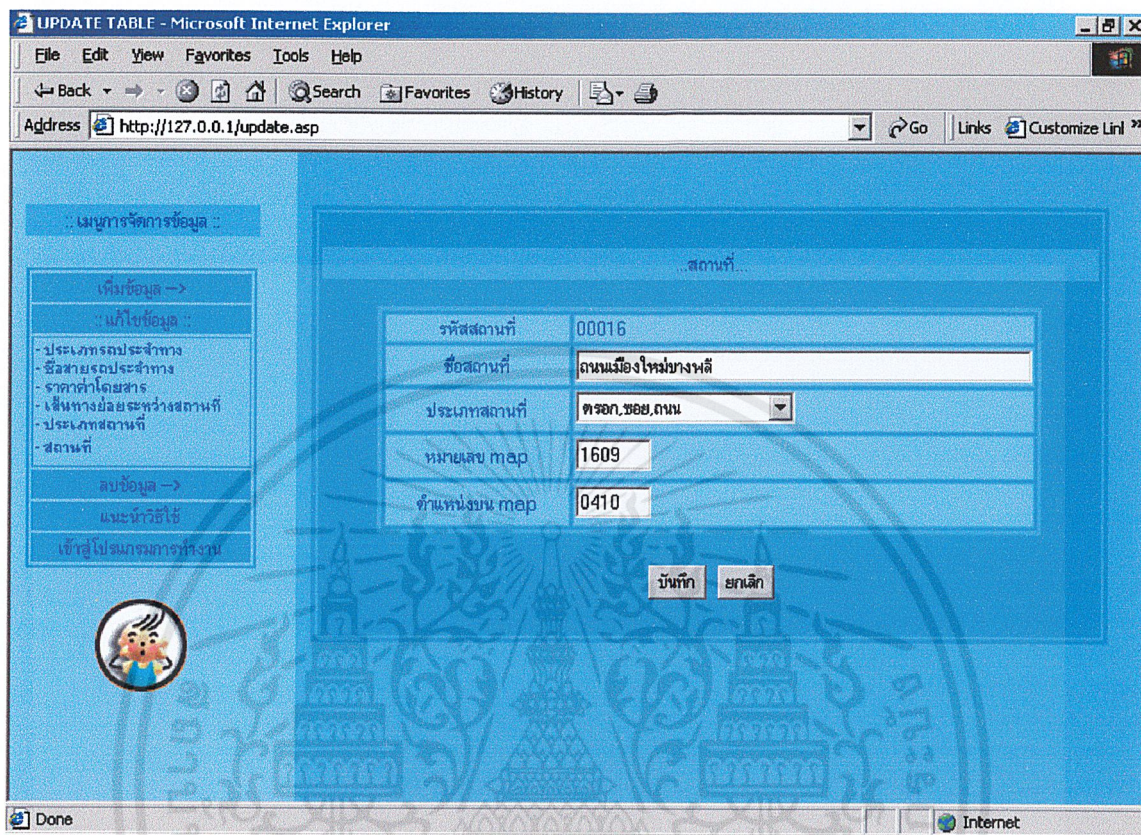 UPDATE TABLE - Microsoft Internet Explorer
File Edit View Favorites Tools Help
Back Search Favorites History
Address http://127.0.0.1/update.asp Go Links Customize Linl »
:: เมนูการจัดการข้อมูล ::
เพิ่มข้อมูล -->
:: แก้ไขข้อมูล ::
- ประเภทรถประจำทาง
- ชื่อสายรถประจำทาง
- ราคาค่าโดยสาร
- เส้นทางย่อยระหว่างสถานที่
- ประเภทสถานที่
- สถานที่
ลบข้อมูล -->
แนะนำวิธีใช้
เข้าสู่โปรแกรมการทำงาน
...สถานที่...
รหัสสถานที่ 00016
ชื่อสถานที่ ถนนเมืองใหม่บางพลี
ประเภทสถานที่ ตรอก,ซอย,ถนน
หมายเลข map 1609
ตำแหน่งบน map 0410
บันทึก ยกเลิก
Done Internet